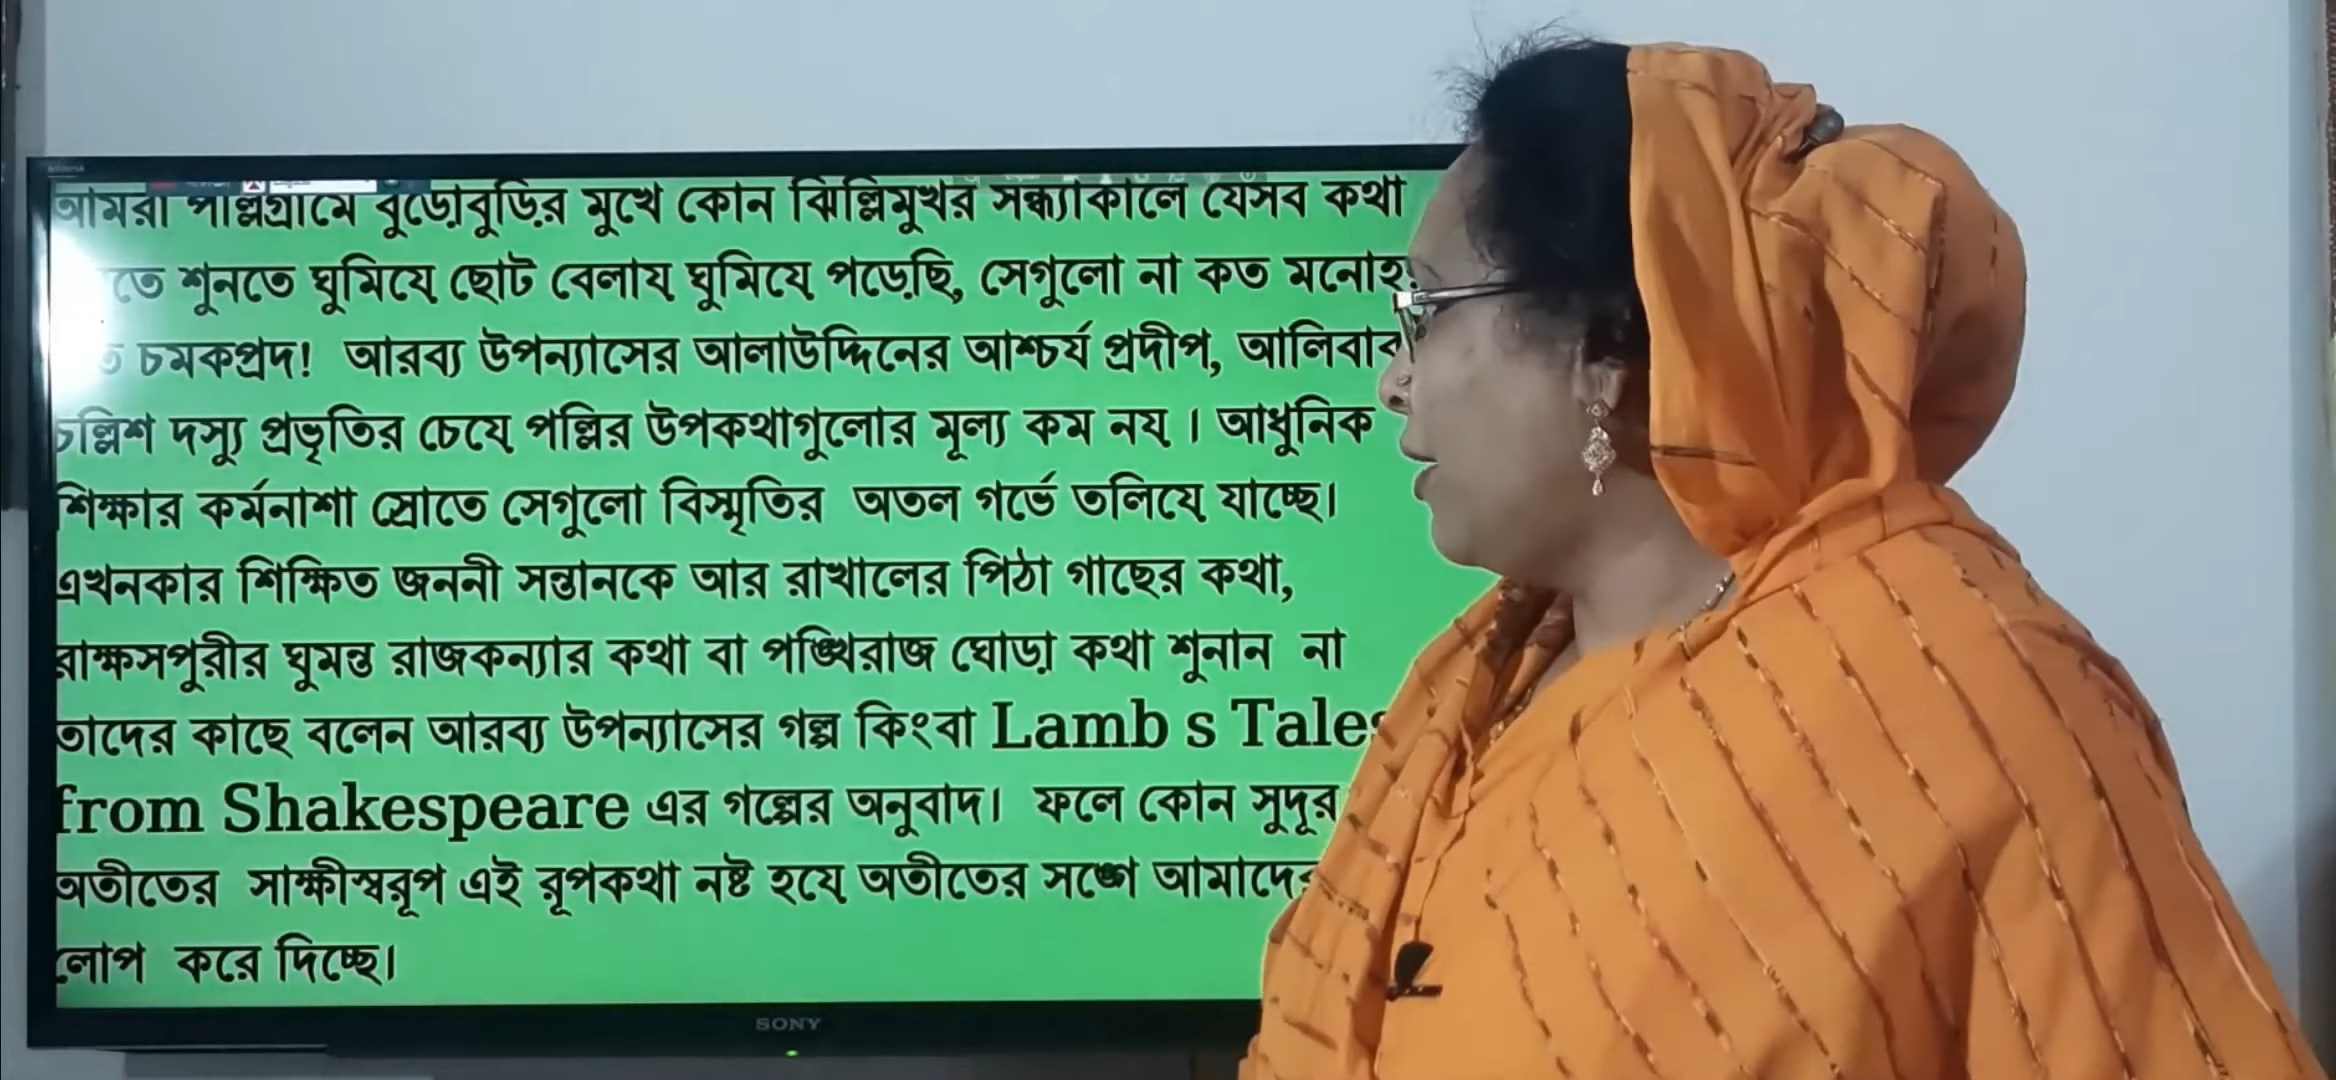 আমরা পল্লিগ্রামে বুড়োবুড়ির মুখে কোন ঝিল্লিমুখর সন্ধ্যাকালে যেসব কথা
শুনতে ঘুমিয়ে ছোট বেলায় ঘুমিয়ে পড়েছি, সেগুলো না কত
চমকপ্রদ! আরব্য উপন্যাসের আলাউদ্দিনের আশ্চর্য প্রদীপ,
চল্লিশ দস্যু প্রভৃতির চেয়ে পল্লির উপকথাগুলোর মূল্য কম নয় । আধুনিক
শিক্ষার কর্মনাশা স্রোতে সেগুলো বিস্মৃতির অতল গর্ভে তলিয়ে যাচ্ছে।
এখনকার শিক্ষিত জননী সন্তানকে আর রাখালের পিঠা গাছের কথা,
রাক্ষসপুরীর ঘুমন্ত রাজকন্যার কথা বা পঙ্খিরাজ ঘোড়া কথা শুনান না
তাদের কাছে বলেন আরব্য উপন্যাসের গল্প কিংবা Lamb s Tales
from Shakespeare এর গল্পের অনুবাদ। ফলে কোন সুদূর
অতীতের সাক্ষীস্বরূপ এই রূপকথা নষ্ট হয়ে অতীতের সঙ্গে আমাদের
লোপ করে দিচ্ছে।
SONY